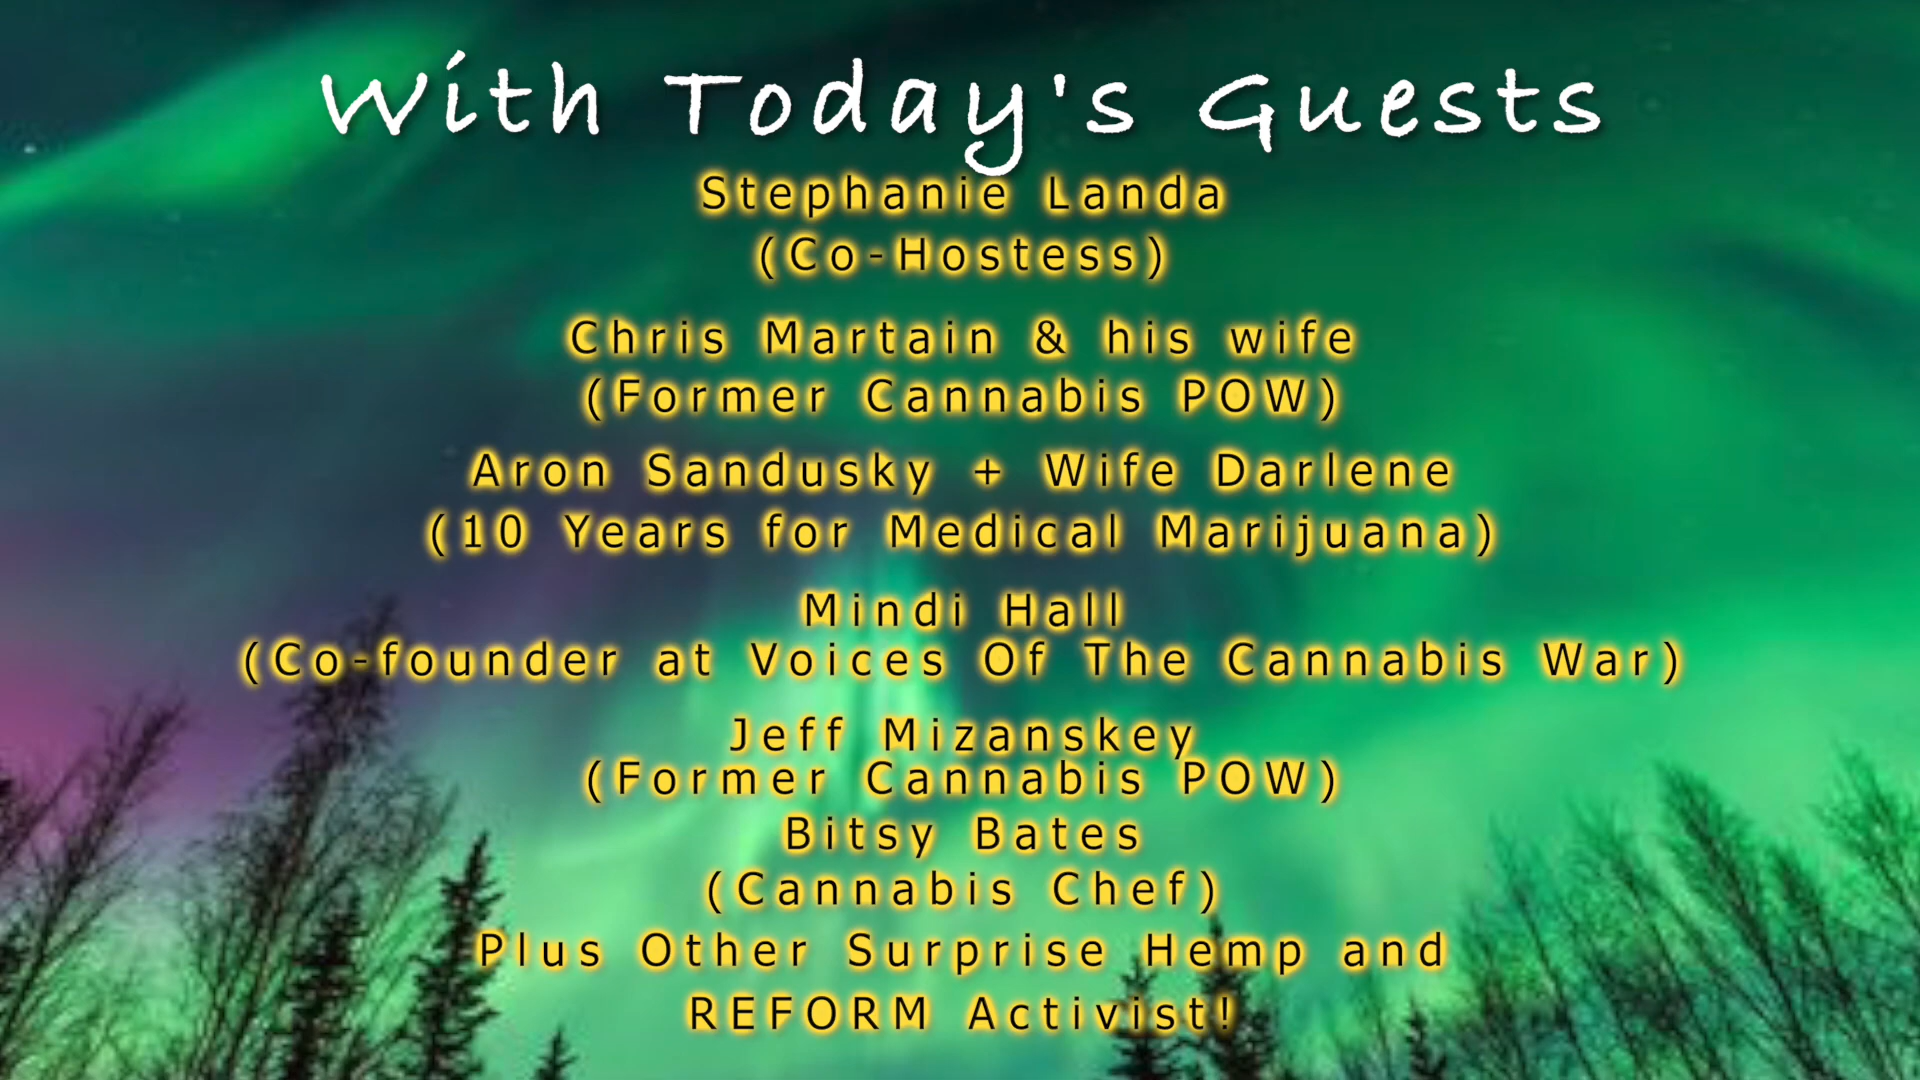 With Today's Guests
Stephanie Landa
(Co-Hostess)
Chris Martain & his wife
(Former Cannabis POW)
Aron Sandusky + Wife Darlene
(10 Years for Medical Marijuana)
Mindi Hall
(Co-founder at Voices Of The Cannabis War)
Jeff Mizanskey
(Former Cannabis POW)
Bitsy Bates
(Cannabis Chef)
Plus Other Surprise Hemp and
REFORM Activist!